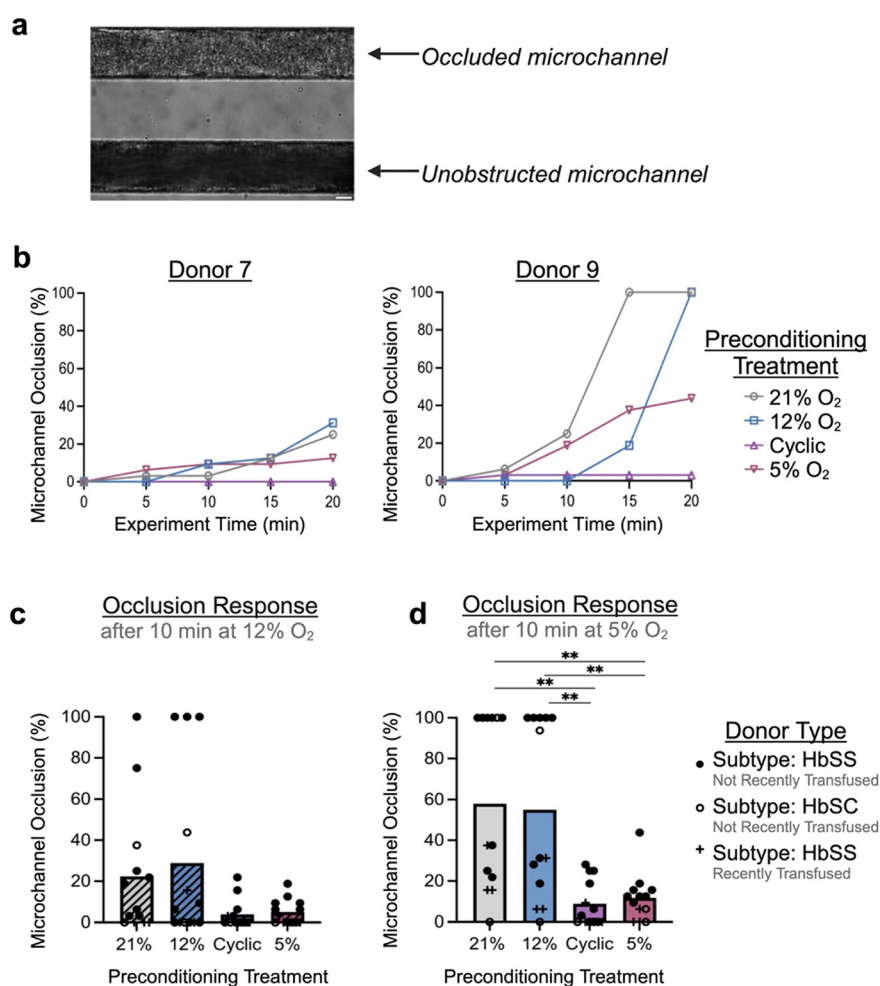 a
Occluded microchannel
Unobstructed microchannel
b
Donor 7
Donor 9
Microchannel Occlusion (%)
100
80
60
40
20
0
0 5 10 15 20
Experiment Time (min)
Microchannel Occlusion (%)
100
80
60
40
20
0
0 5 10 15 20
Experiment Time (min)
Preconditioning
Treatment
21% O₂
12% O₂
Cyclic
5% O₂
c
Occlusion Response
after 10 min at 12% O₂
Microchannel Occlusion (%)
100
80
60
40
20
0
21% 12% Cyclic 5%
Preconditioning Treatment
d
Occlusion Response
after 10 min at 5% O₂
**
**
**
**
Microchannel Occlusion (%)
100
80
60
40
20
0
21% 12% Cyclic 5%
Preconditioning Treatment
Donor Type
Subtype: HbSS
Not Recently Transfused
Subtype: HbSC
Not Recently Transfused
Subtype: HbSS
Recently Transfused